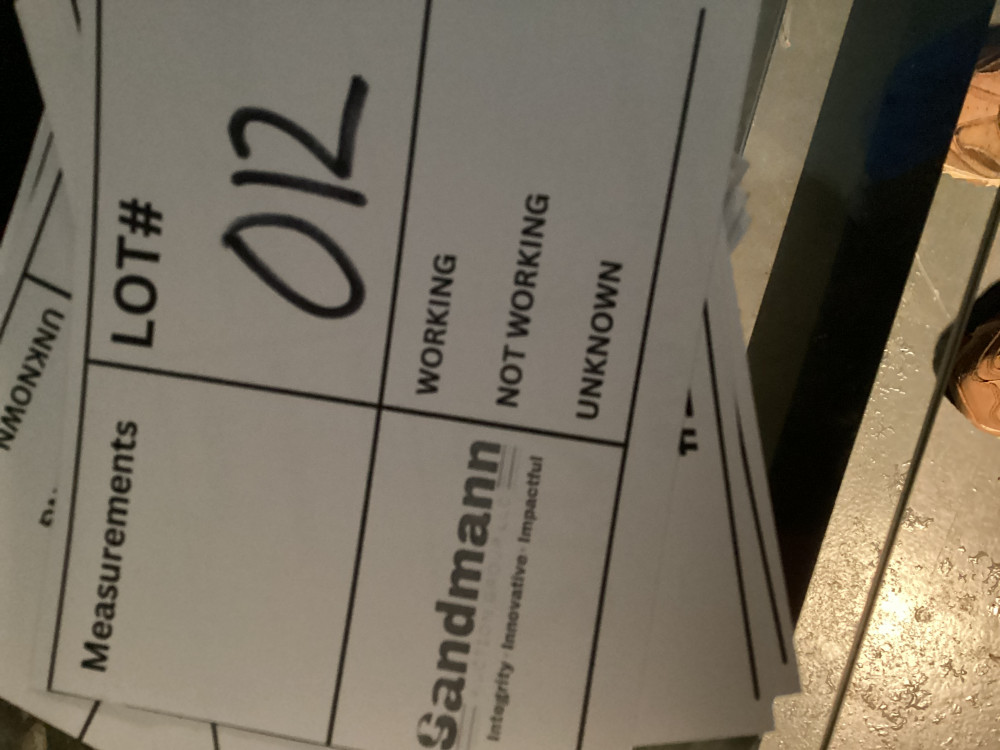 Measurements
LOT#
012
Sandmann
Integrity · Innovative · Impactful
WORKING
NOT WORKING
UNKNOWN
UNKNOWN